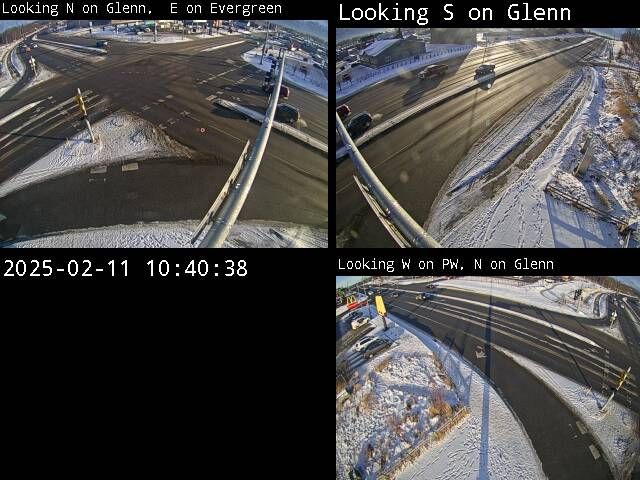 Looking N on Glenn,  E on Evergreen
Looking S on Glenn
2025-02-11 10:40:38
Looking W on PW, N on Glenn